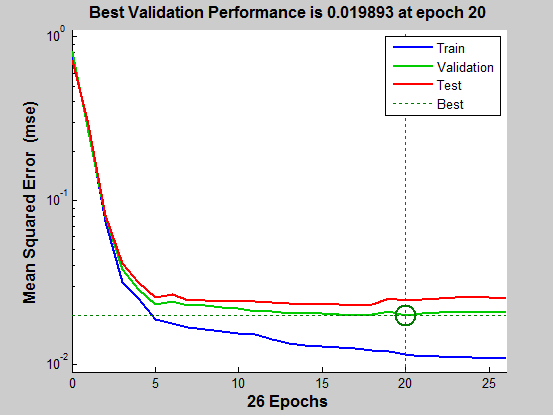 Best Validation Performance is 0.019893 at epoch 20
Train
Validation
Test
Best
Mean Squared Error (mse)
10^0
10^-1
10^-2
0 5 10 15 20 25
26 Epochs